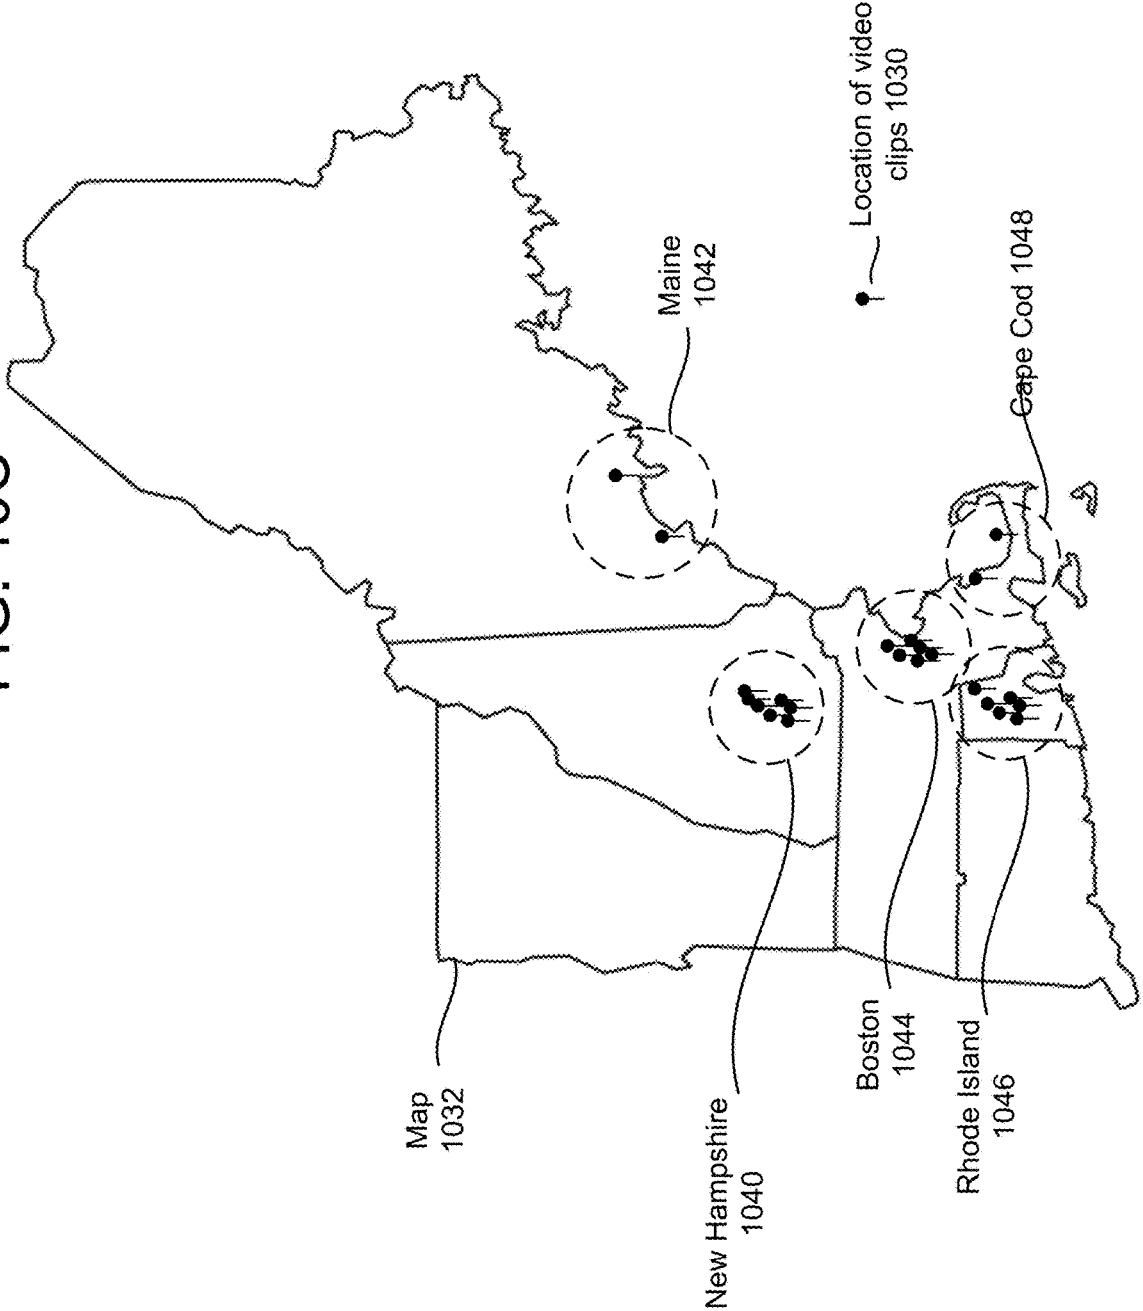 Map
1032
New Hampshire
1040
Maine
1042
Boston
1044
Rhode Island
1046
Cape Cod 1048
Location of video
clips 1030